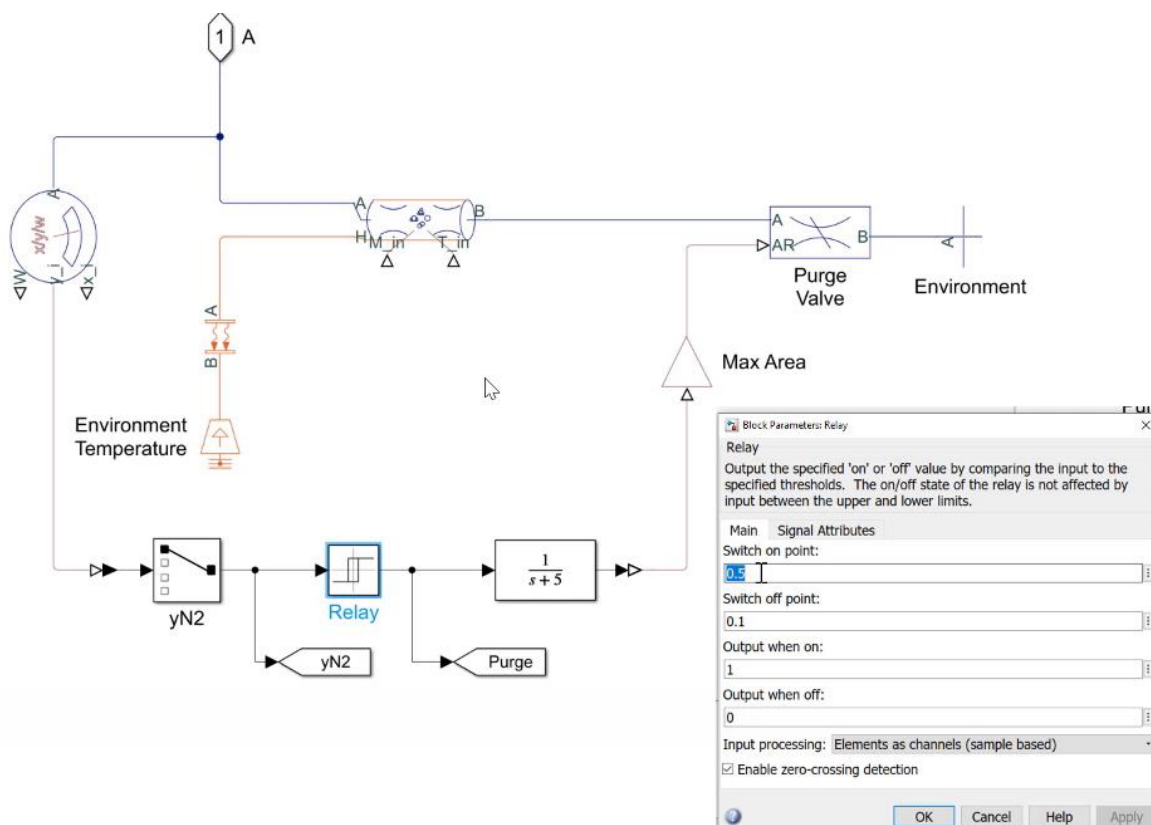 1 A
A
x/y/w
W
y_i
x_i
A
B
H
M_in
T_in
A
B
AR
A
Purge
Valve
Environment
A
B
Max Area
Environment
Temperature
yN2
Relay
1
s+5
yN2
Purge
Block Parameters: Relay
Relay
Output the specified 'on' or 'off' value by comparing the input to the
specified thresholds. The on/off state of the relay is not affected by
input between the upper and lower limits.
Main Signal Attributes
Switch on point:
0.5
Switch off point:
0.1
Output when on:
1
Output when off:
0
Input processing: Elements as channels (sample based)
Enable zero-crossing detection
OK Cancel Help Apply